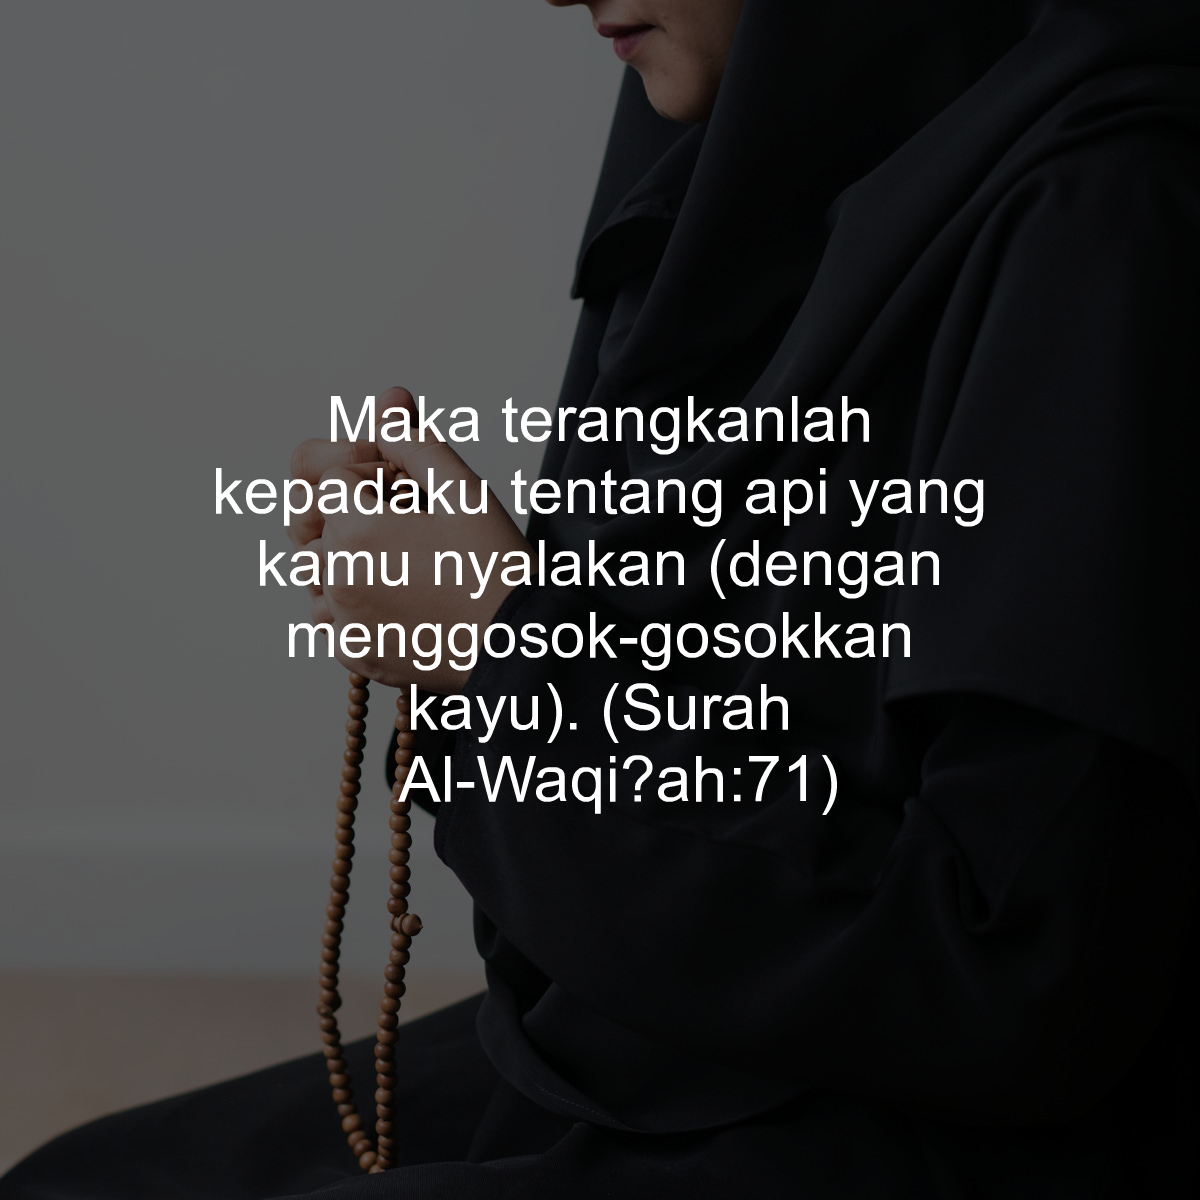 Maka terangkanlah
kepadaku tentang api yang
kamu nyalakan (dengan
menggosok-gosokkan
kayu). (Surah
Al-Waqi?ah:71)